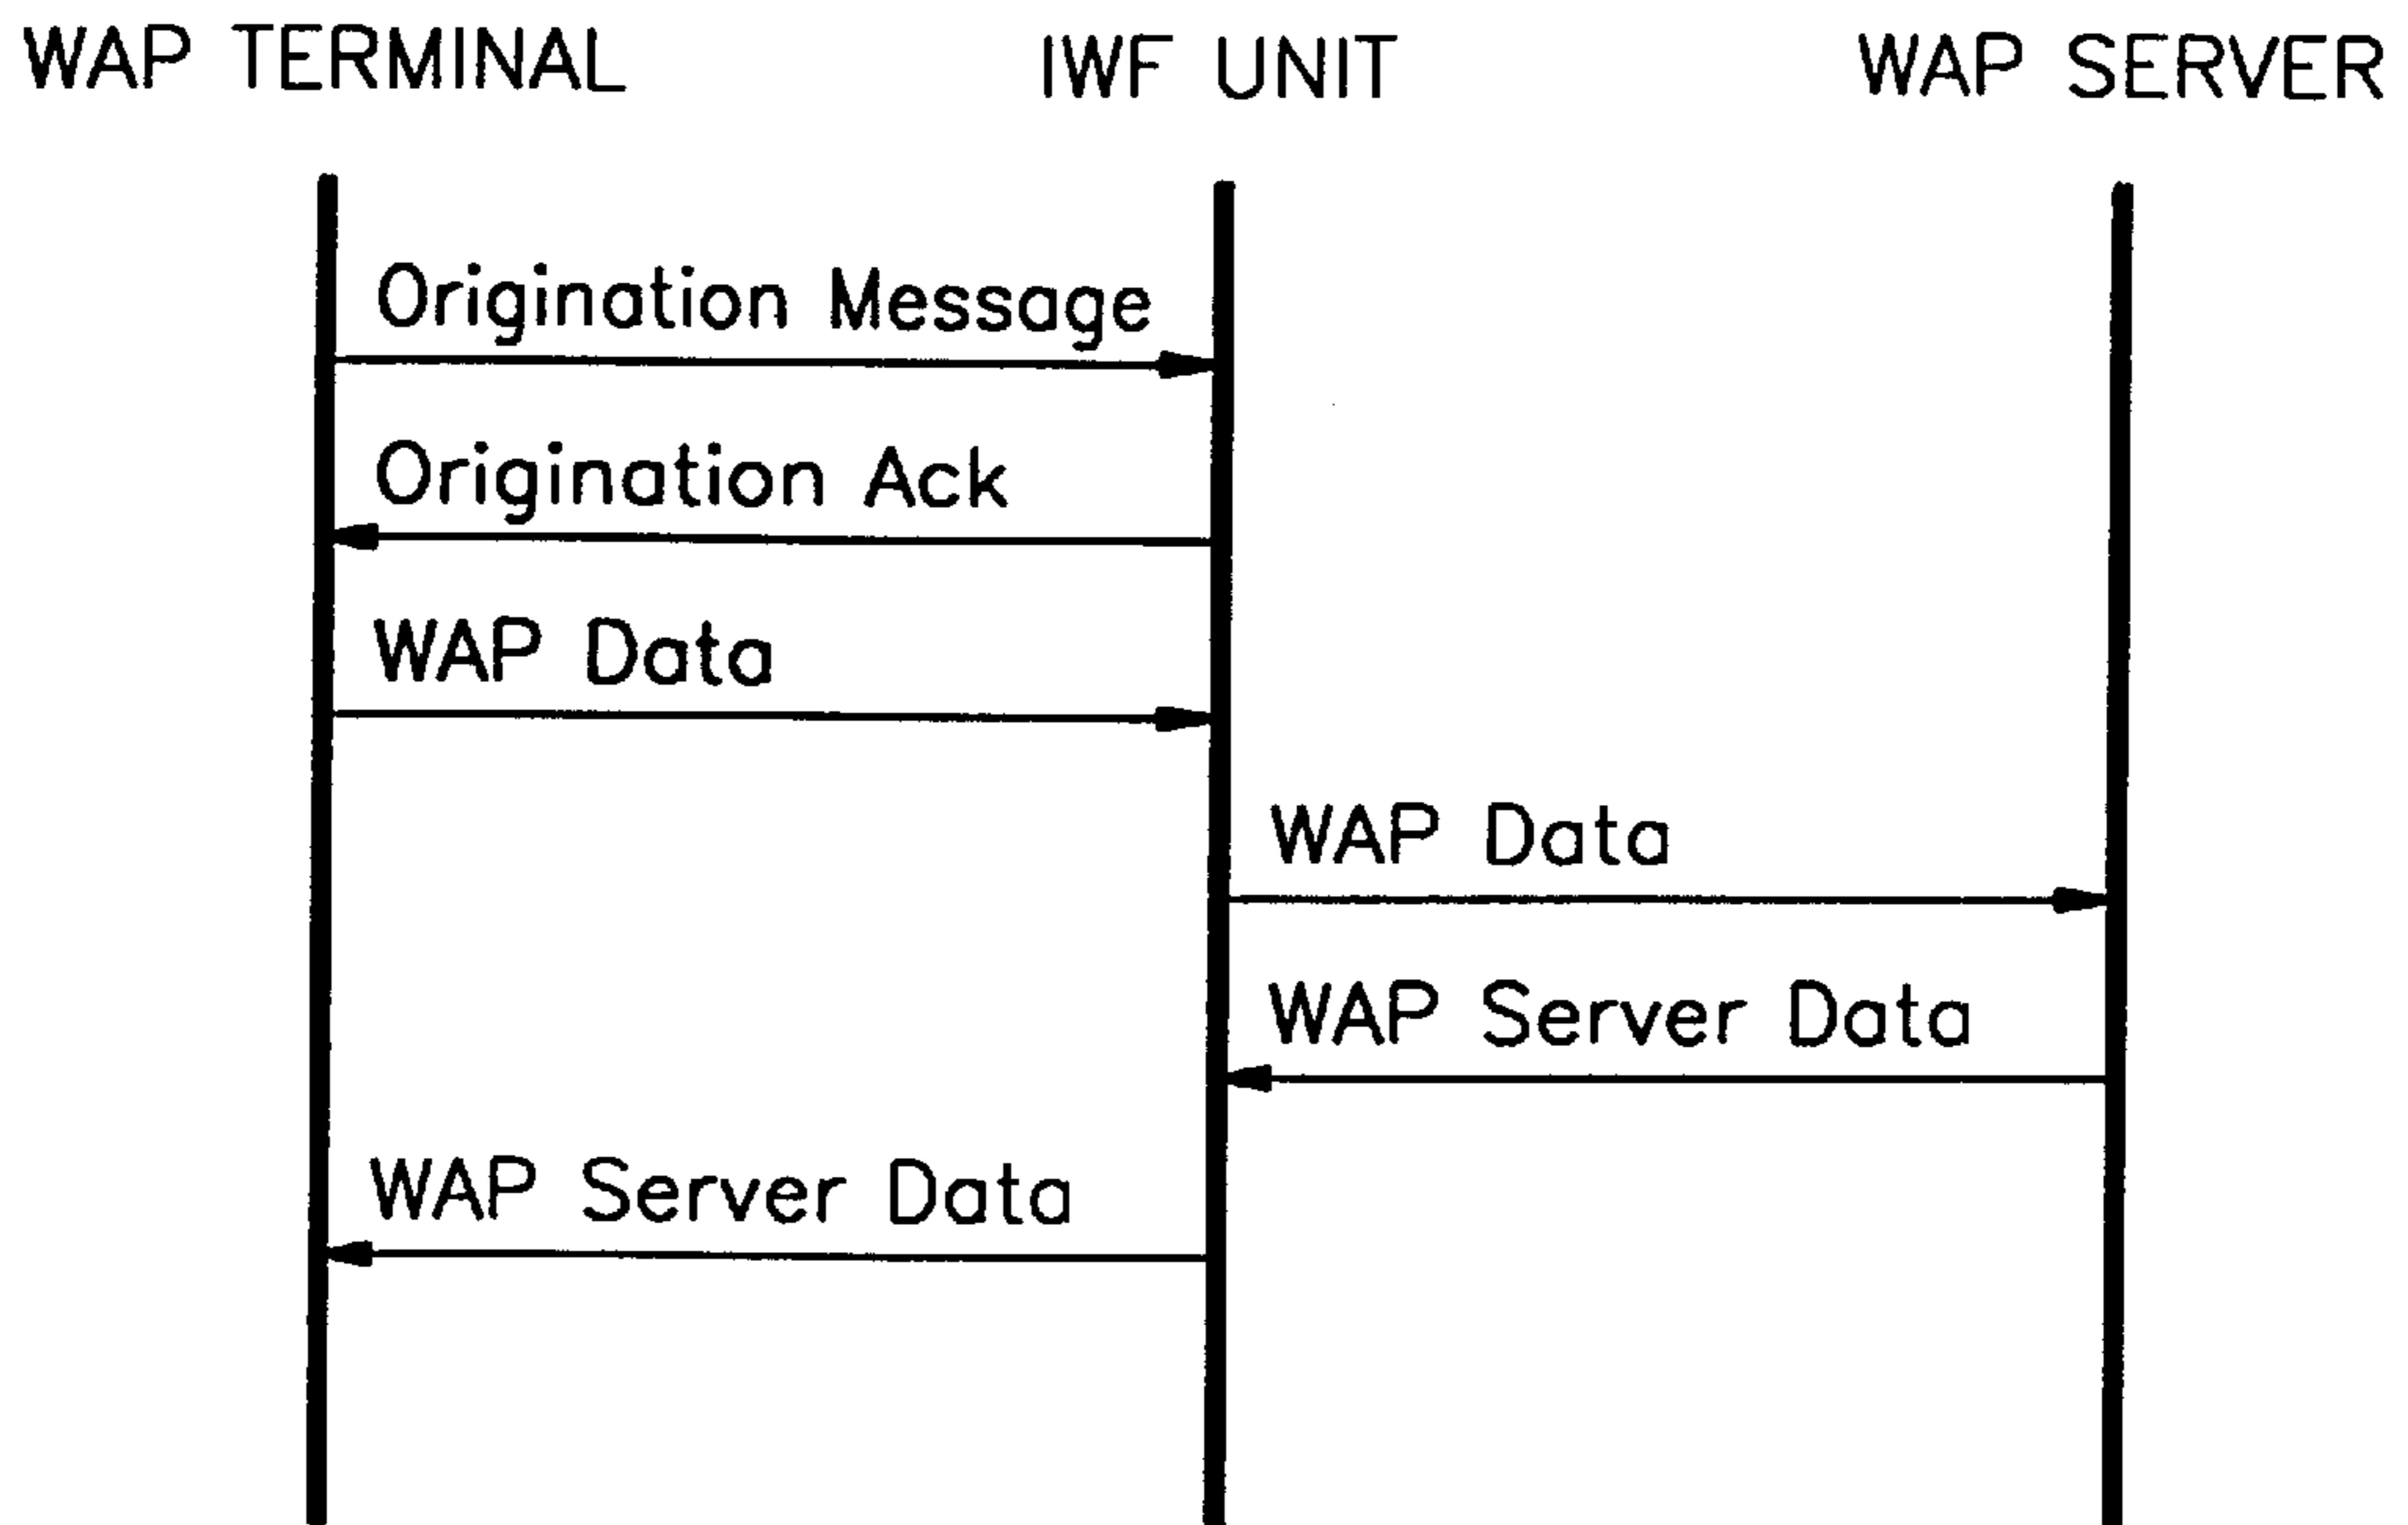 WAP TERMINAL
IWF UNIT
WAP SERVER
Origination Message
Origination Ack
WAP Data
WAP Data
WAP Server Data
WAP Server Data